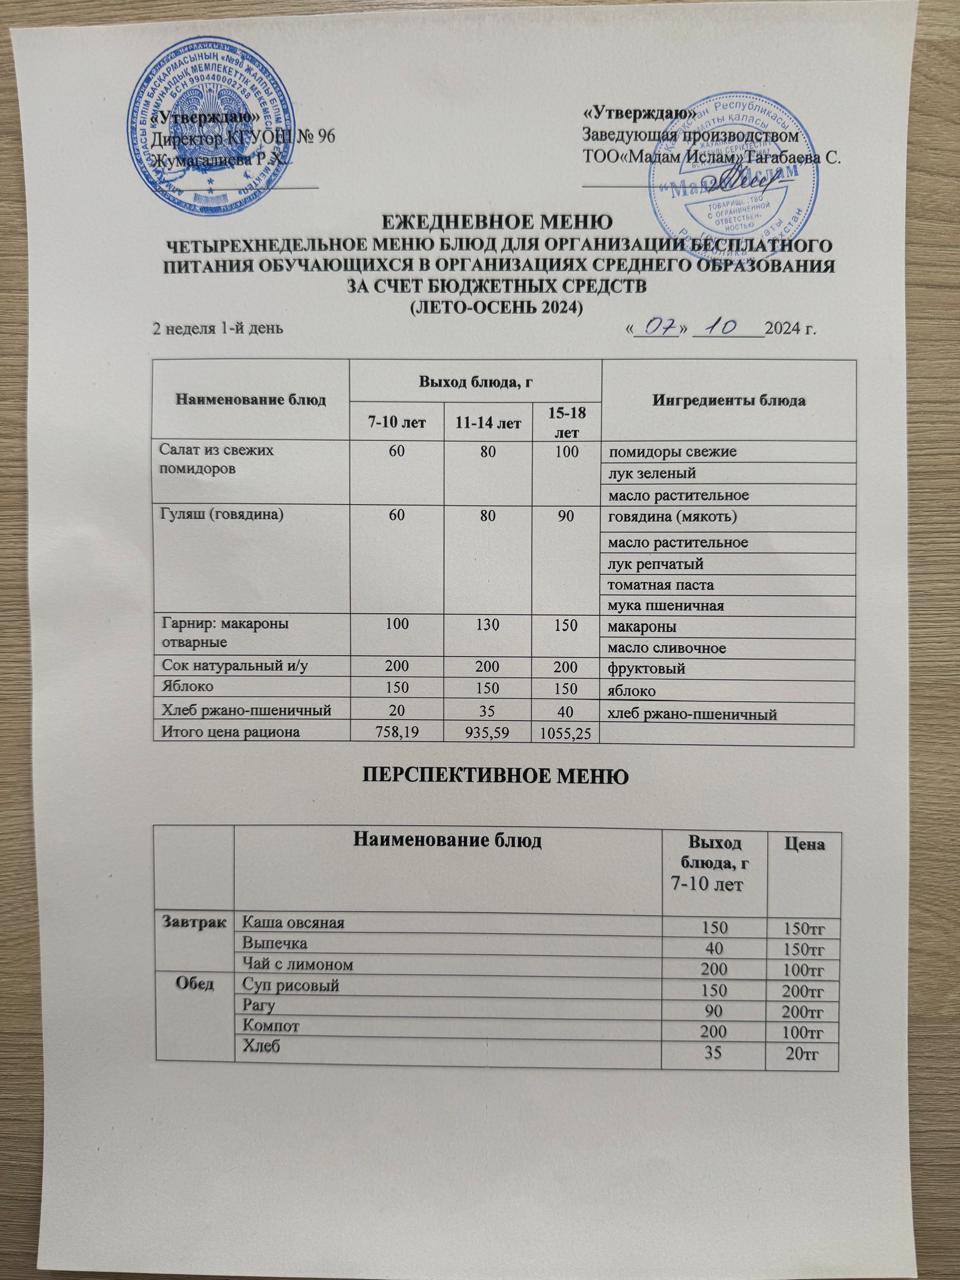 «Утверждаю»
Директор КГУОШ № 96
Жумагалиева Р.Х.
«Утверждаю»
Заведующая производством
ТОО«Мадам Ислам»Тагабаева С.
"Мадам Ислам"
ТОВАРИЩЕСТВО
С ОГРАНИЧЕННОЙ
ОТВЕТСТВЕН-
НОСТЬЮ
ЕЖЕДНЕВНОЕ МЕНЮ
ЧЕТЫРЕХНЕДЕЛЬНОЕ МЕНЮ БЛЮД ДЛЯ ОРГАНИЗАЦИИ БЕСПЛАТНОГО
ПИТАНИЯ ОБУЧАЮЩИХСЯ В ОРГАНИЗАЦИЯХ СРЕДНЕГО ОБРАЗОВАНИЯ
ЗА СЧЕТ БЮДЖЕТНЫХ СРЕДСТВ
(ЛЕТО-ОСЕНЬ 2024)
2 неделя 1-й день «07» 10 2024 г.
Наименование блюд Выход блюда, г Ингредиенты блюда
7-10 лет 11-14 лет 15-18 лет
Салат из свежих помидоров 60 80 100 помидоры свежие
лук зеленый
масло растительное
Гуляш (говядина) 60 80 90 говядина (мякоть)
масло растительное
лук репчатый
томатная паста
мука пшеничная
Гарнир: макароны отварные 100 130 150 макароны
масло сливочное
Сок натуральный и/у 200 200 200 фруктовый
Яблоко 150 150 150 яблоко
Хлеб ржано-пшеничный 20 35 40 хлеб ржано-пшеничный
Итого цена рациона 758,19 935,59 1055,25
ПЕРСПЕКТИВНОЕ МЕНЮ
Наименование блюд Выход блюда, г 7-10 лет Цена
Завтрак Каша овсяная 150 150тг
Выпечка 40 150тг
Чай с лимоном 200 100тг
Обед Суп рисовый 150 200тг
Рагу 90 200тг
Компот 200 100тг
Хлеб 35 20тг